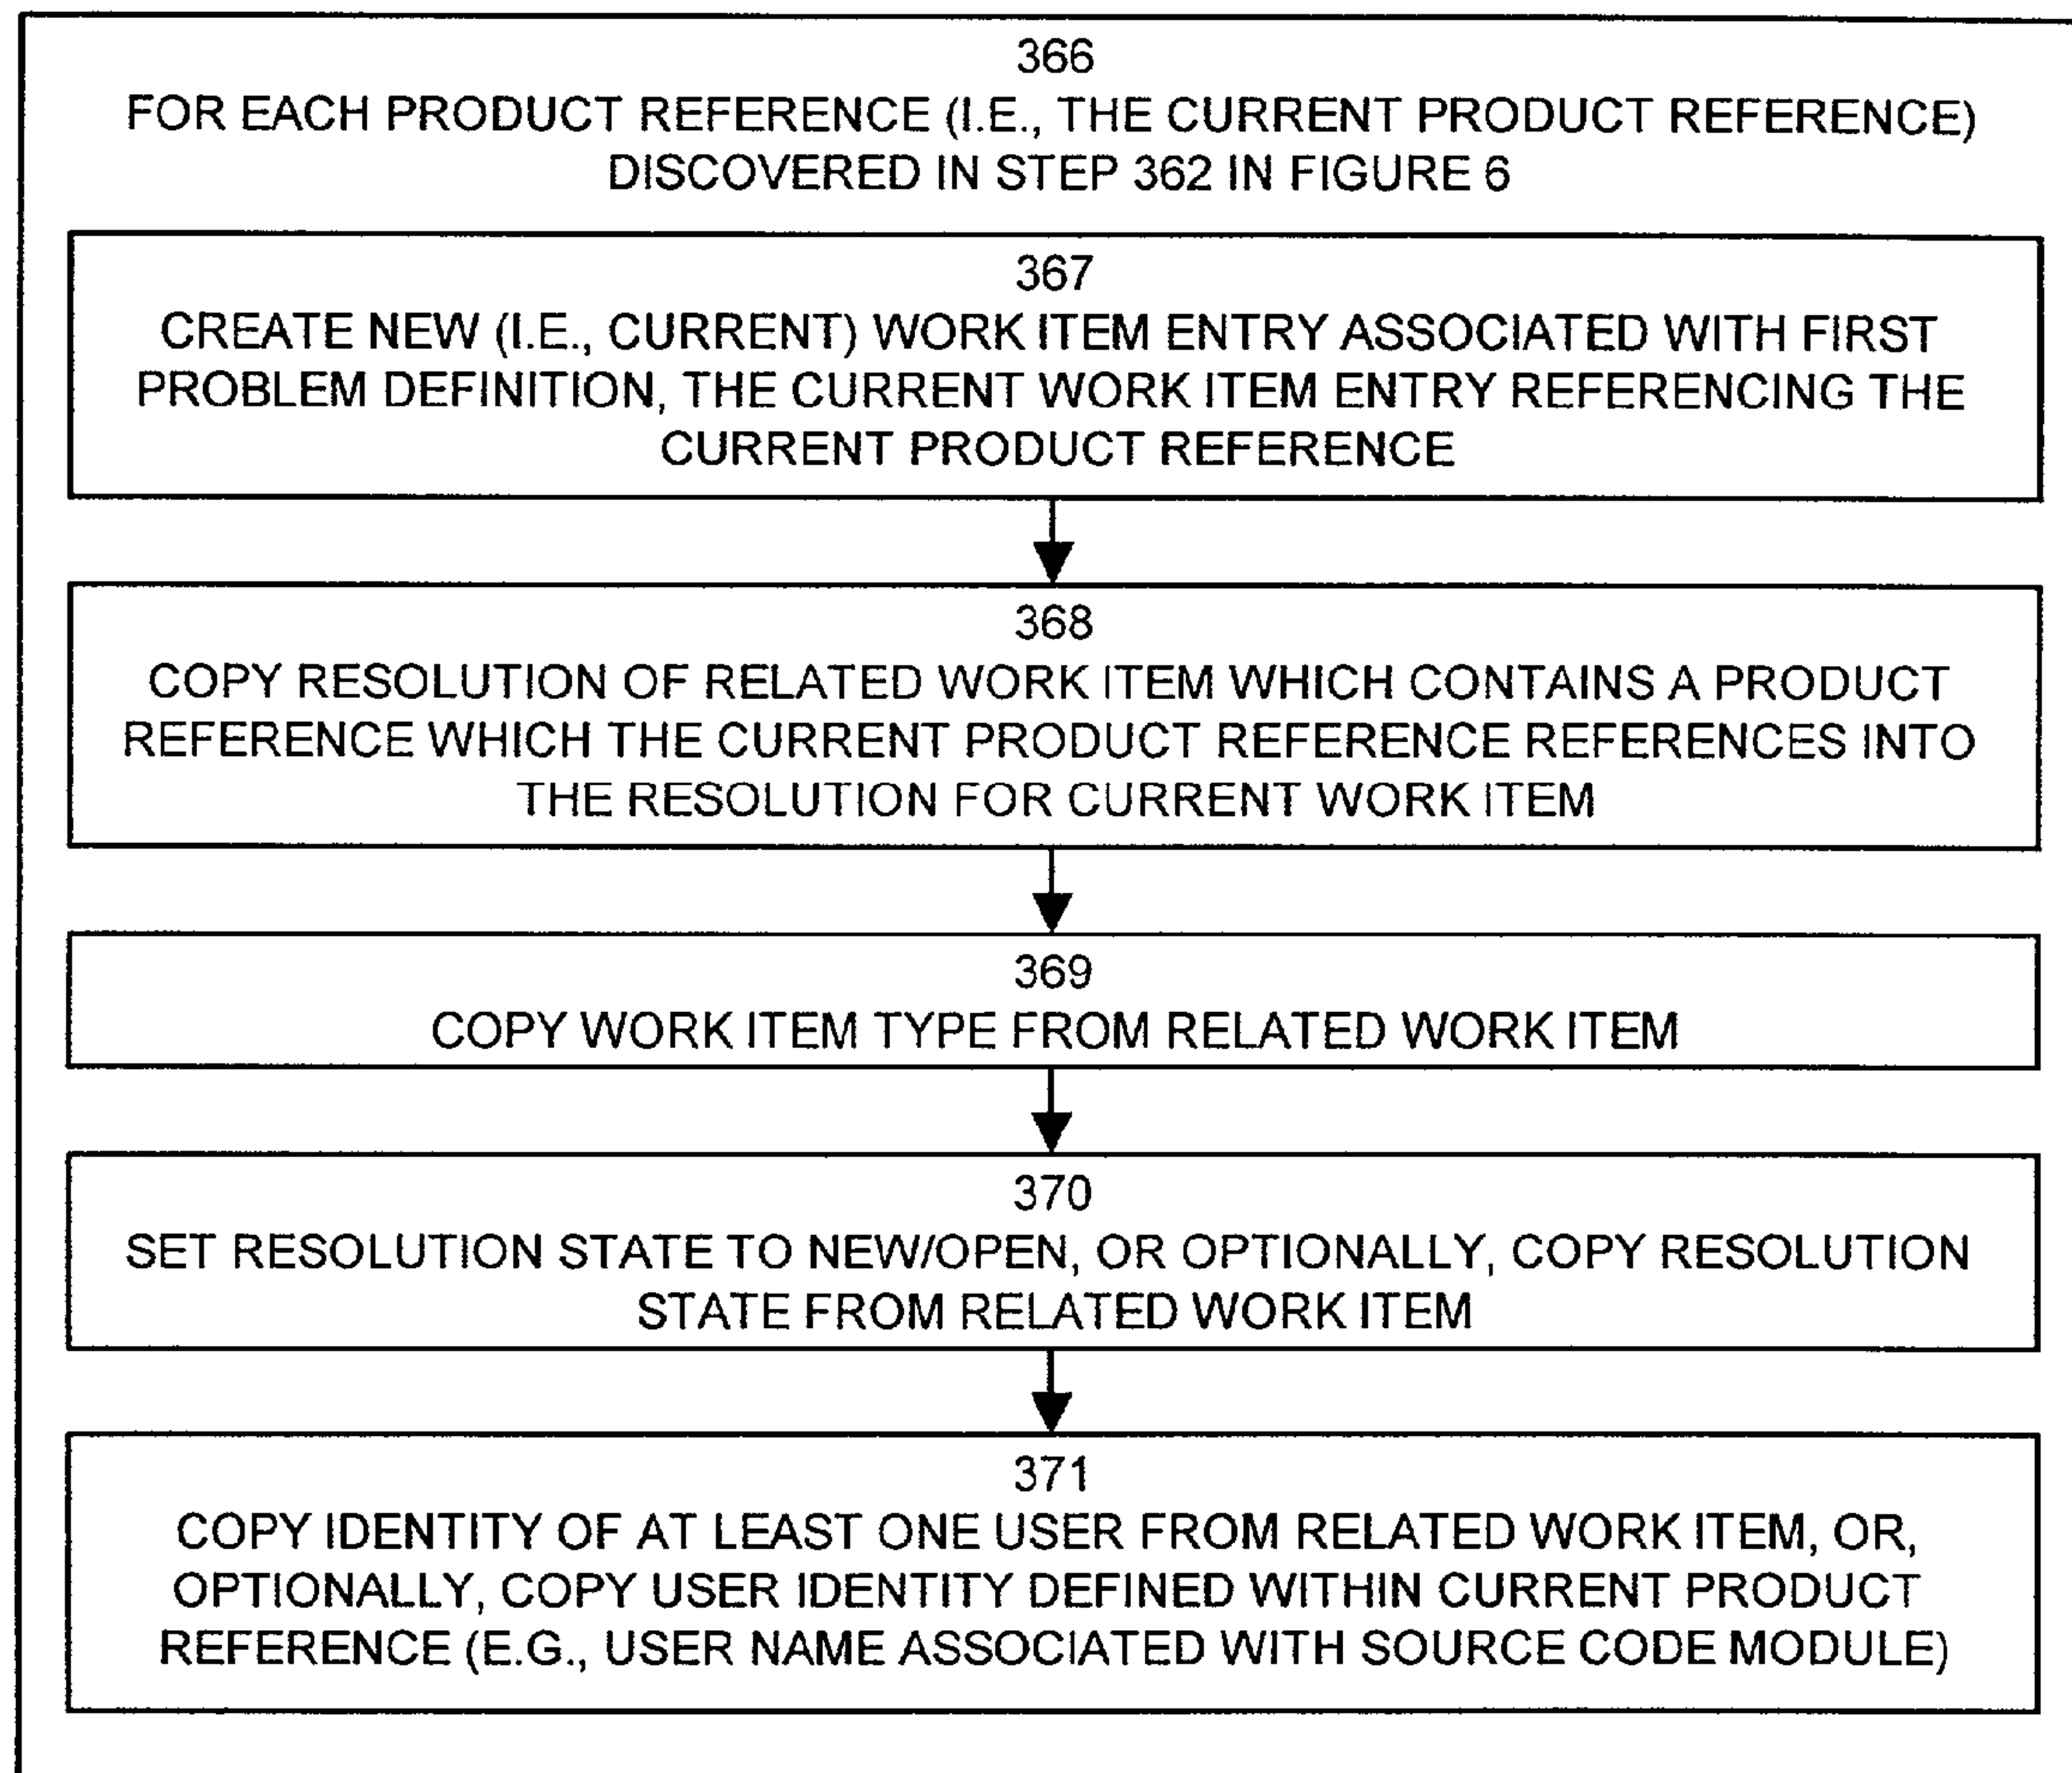 366
FOR EACH PRODUCT REFERENCE (I.E., THE CURRENT PRODUCT REFERENCE)
DISCOVERED IN STEP 362 IN FIGURE 6
367
CREATE NEW (I.E., CURRENT) WORK ITEM ENTRY ASSOCIATED WITH FIRST
PROBLEM DEFINITION, THE CURRENT WORK ITEM ENTRY REFERENCING THE
CURRENT PRODUCT REFERENCE
368
COPY RESOLUTION OF RELATED WORK ITEM WHICH CONTAINS A PRODUCT
REFERENCE WHICH THE CURRENT PRODUCT REFERENCE REFERENCES INTO
THE RESOLUTION FOR CURRENT WORK ITEM
369
COPY WORK ITEM TYPE FROM RELATED WORK ITEM
370
SET RESOLUTION STATE TO NEW/OPEN, OR OPTIONALLY, COPY RESOLUTION
STATE FROM RELATED WORK ITEM
371
COPY IDENTITY OF AT LEAST ONE USER FROM RELATED WORK ITEM, OR,
OPTIONALLY, COPY USER IDENTITY DEFINED WITHIN CURRENT PRODUCT
REFERENCE (E.G., USER NAME ASSOCIATED WITH SOURCE CODE MODULE)